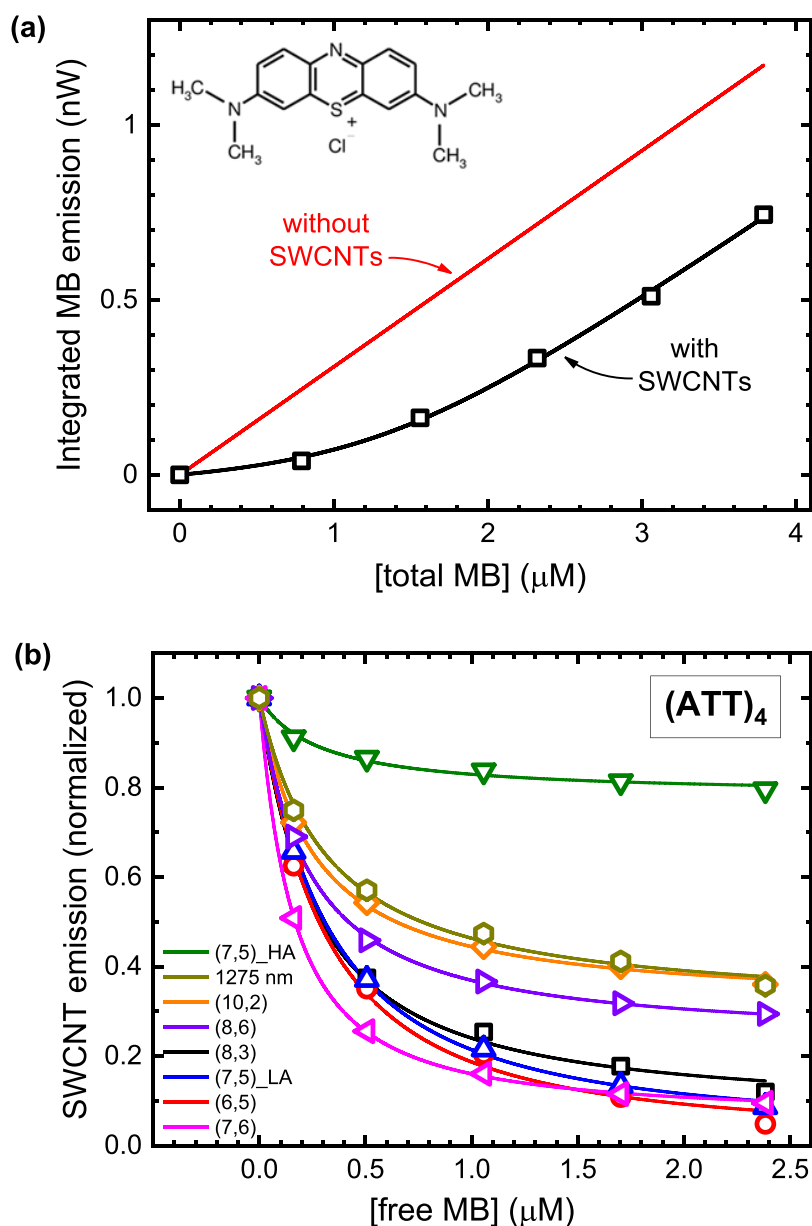 (a)
Integrated MB emission (nW)
1
0.5
0
N
H₃C
N
CH₃
S
+
Cl⁻
CH₃
N
CH₃
without
SWCNTs
with
SWCNTs
0 1 2 3 4
[total MB] (μM)
(b)
SWCNT emission (normalized)
1.0
0.8
0.6
0.4
0.2
0.0
(ATT)₄
(7,5)_HA
1275 nm
(10,2)
(8,6)
(8,3)
(7,5)_LA
(6,5)
(7,6)
0.0 0.5 1.0 1.5 2.0 2.5
[free MB] (μM)